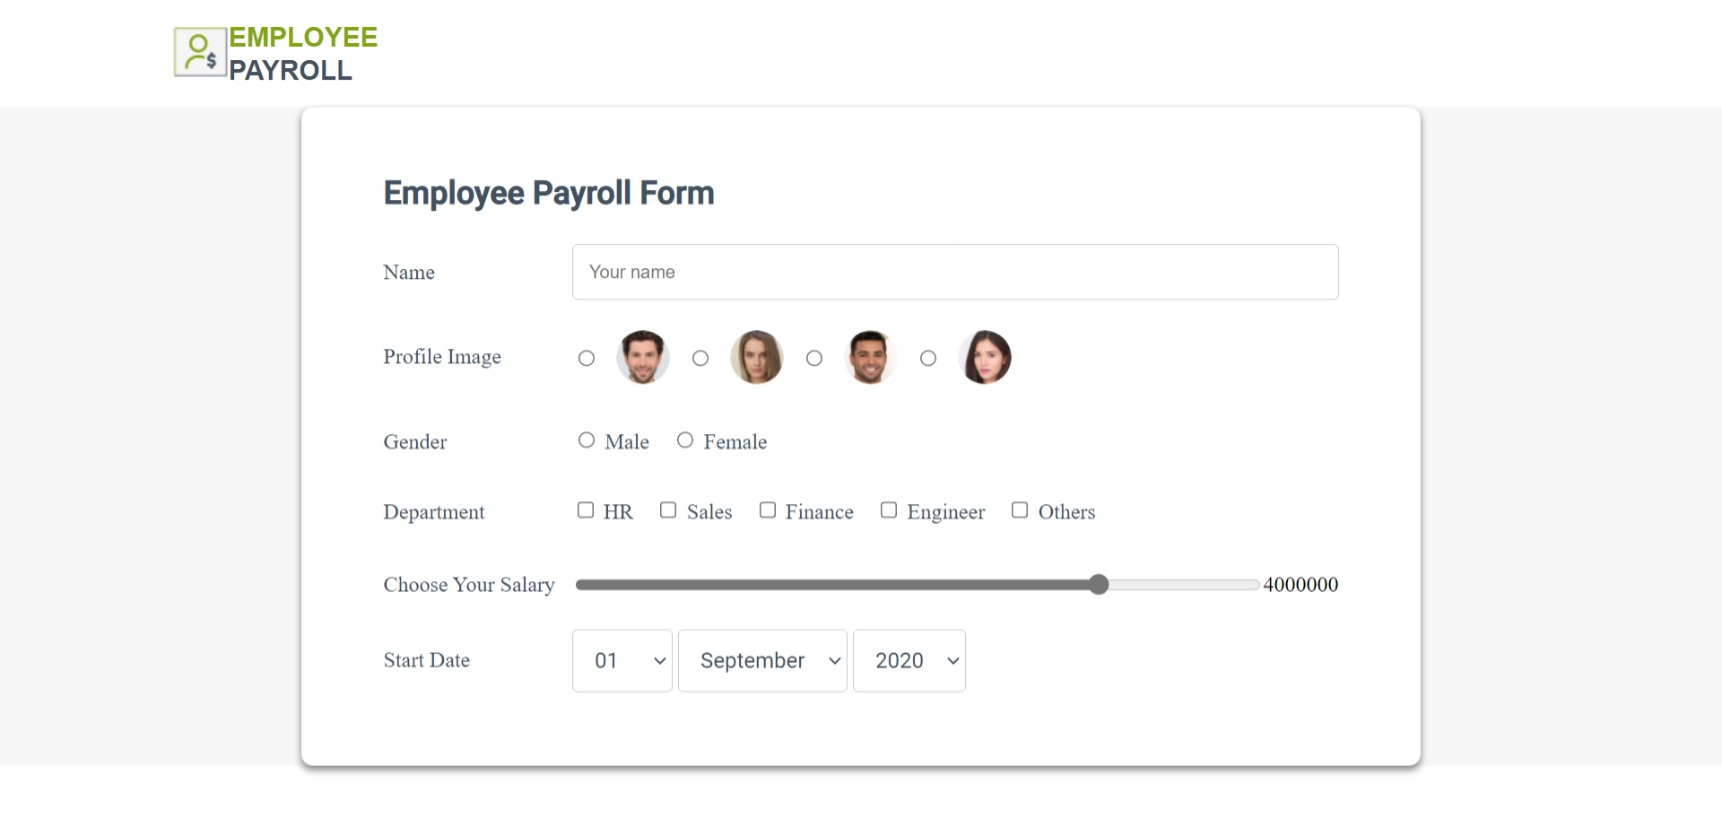 EMPLOYEE
PAYROLL
Employee Payroll Form
Name Your name
Profile Image
Gender Male Female
Department HR Sales Finance Engineer Others
Choose Your Salary 4000000
Start Date 01 September 2020